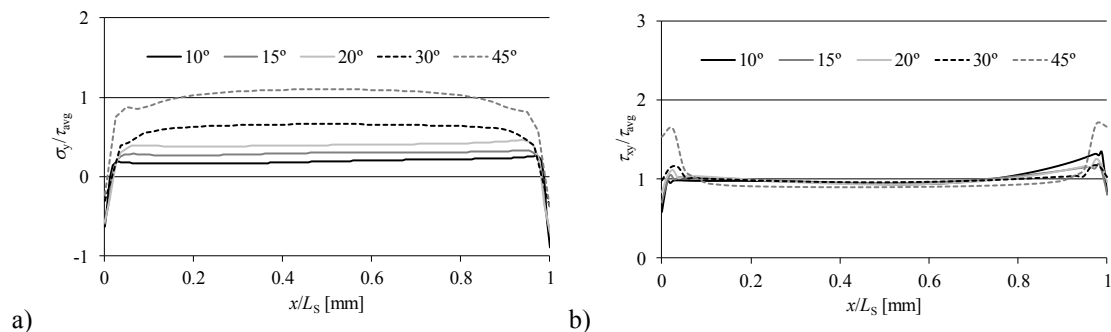 2
1
0
-1
σy/τavg
10º 15º 20º 30º 45º
0 0.2 0.4 0.6 0.8 1
x/LS [mm]
a)
3
2
1
0
τxy/τavg
10º 15º 20º 30º 45º
0 0.2 0.4 0.6 0.8 1
x/LS [mm]
b)